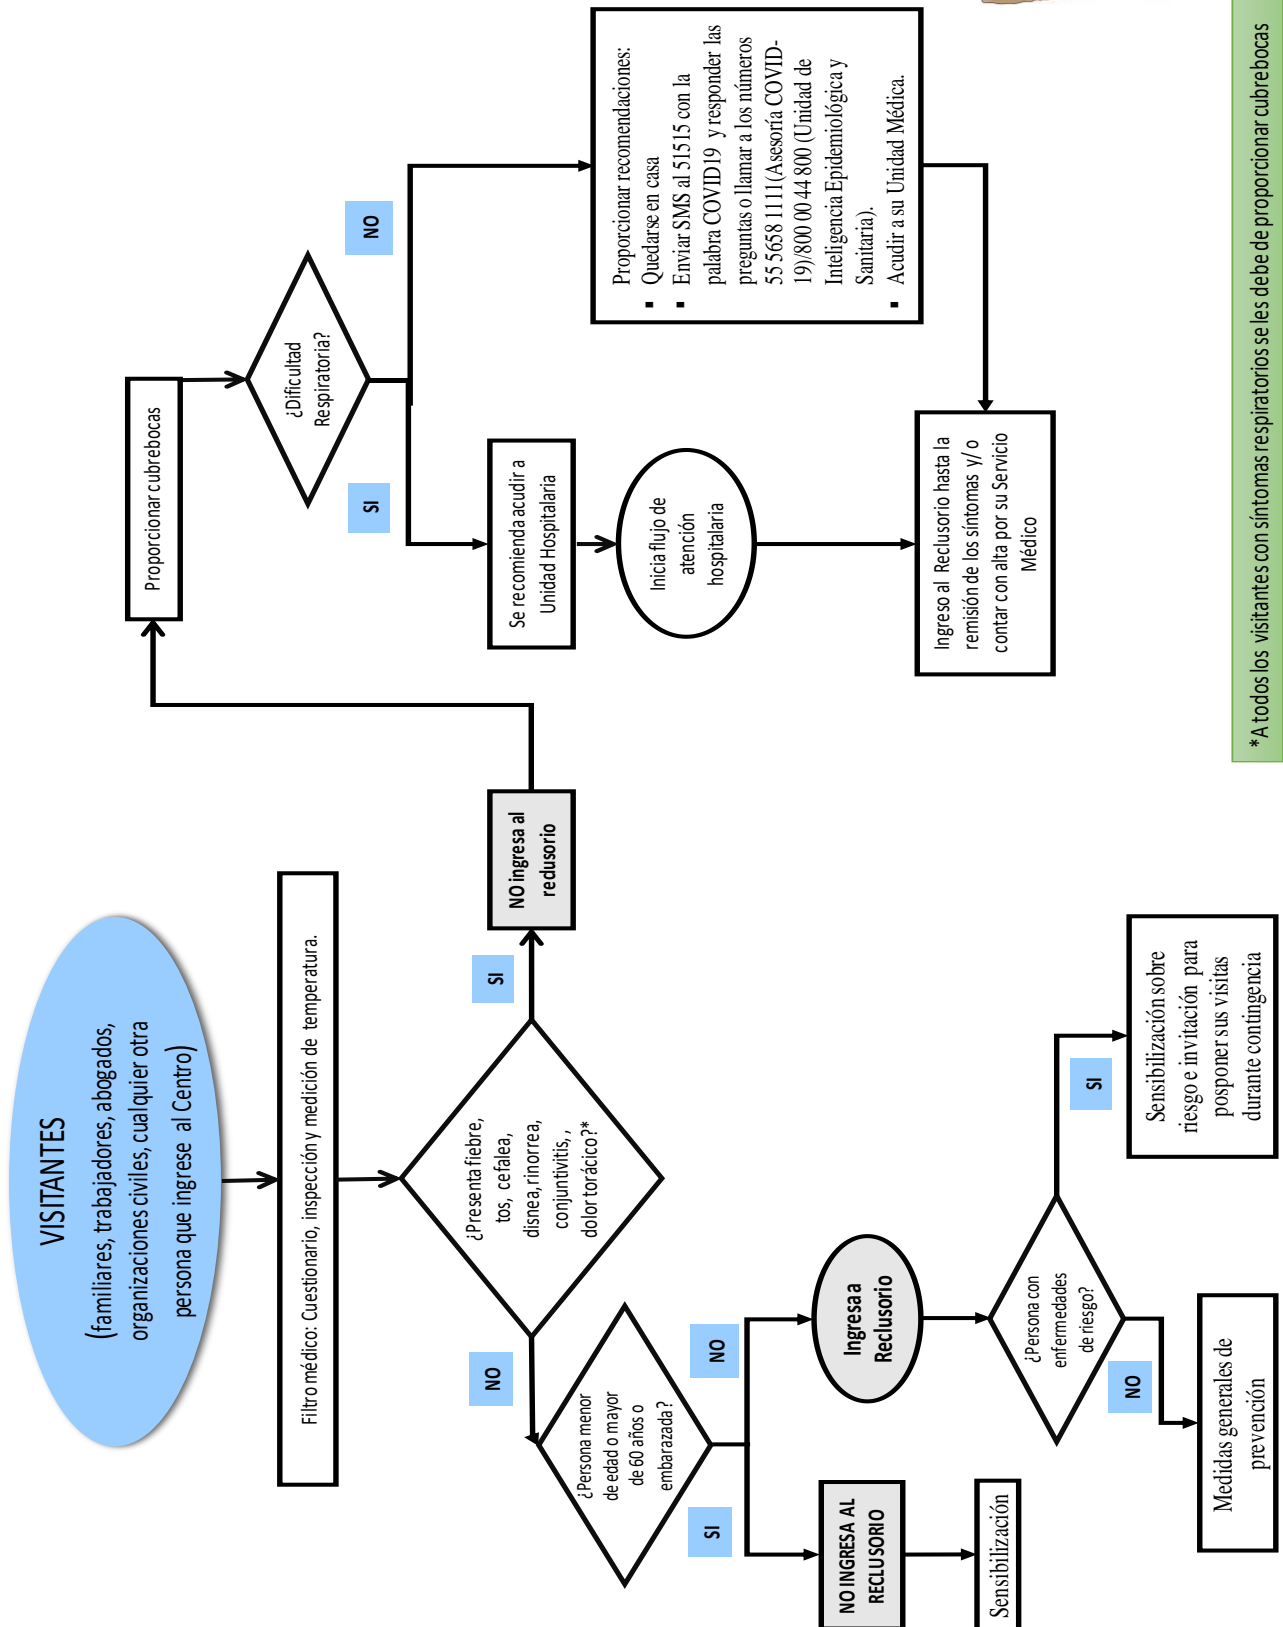 VISITANTES
(familiares, trabajadores, abogados,
organizaciones civiles, cualquier otra
persona que ingrese al Centro)
Filtro médico: Cuestionario, inspección y medición de temperatura.
¿Presenta fiebre,
tos, cefalea,
disnea, rinorrea,
conjuntivitis, ,
dolor torácico?*
SI
NO ingresa al
redusorio
Proporcionar cubrebocas
¿Dificultad
Respiratoria?
SI
NO
Se recomienda acudir a
Unidad Hospitalaria
Inicia flujo de
atención
hospitalaria
Proporcionar recomendaciones:
▪ Quedarse en casa
▪ Enviar SMS al 51515 con la
palabra COVID19 y responder las
preguntas o llamar a los números
55 5658 1111(Asesoría COVID-
19)/800 00 44 800 (Unidad de
Inteligencia Epidemiológica y
Sanitaria).
▪ Acudir a su Unidad Médica.
Ingreso al Reclusorio hasta la
remisión de los síntomas y/ o
contar con alta por su Servicio
Médico
NO
¿Persona menor
de edad o mayor
de 60 años o
embarazada?
SI
NO
NO INGRESA AL
RECLUSORIO
Sensibilización
Ingresa a
Reclusorio
¿Persona con
enfermedades
de riesgo?
NO
SI
Medidas generales de
prevención
Sensibilización sobre
riesgo e invitación para
posponer sus visitas
durante contingencia
*A todos los visitantes con síntomas respiratorios se les debe de proporcionar cubrebocas